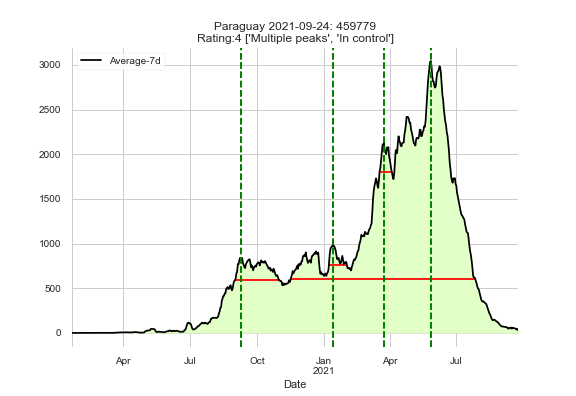 Paraguay 2021-09-24: 459779
Rating:4 ['Multiple peaks', 'In control']
Average-7d
3000
2500
2000
1500
1000
500
0
Apr
Jul
Oct
Jan
2021
Apr
Jul
Date